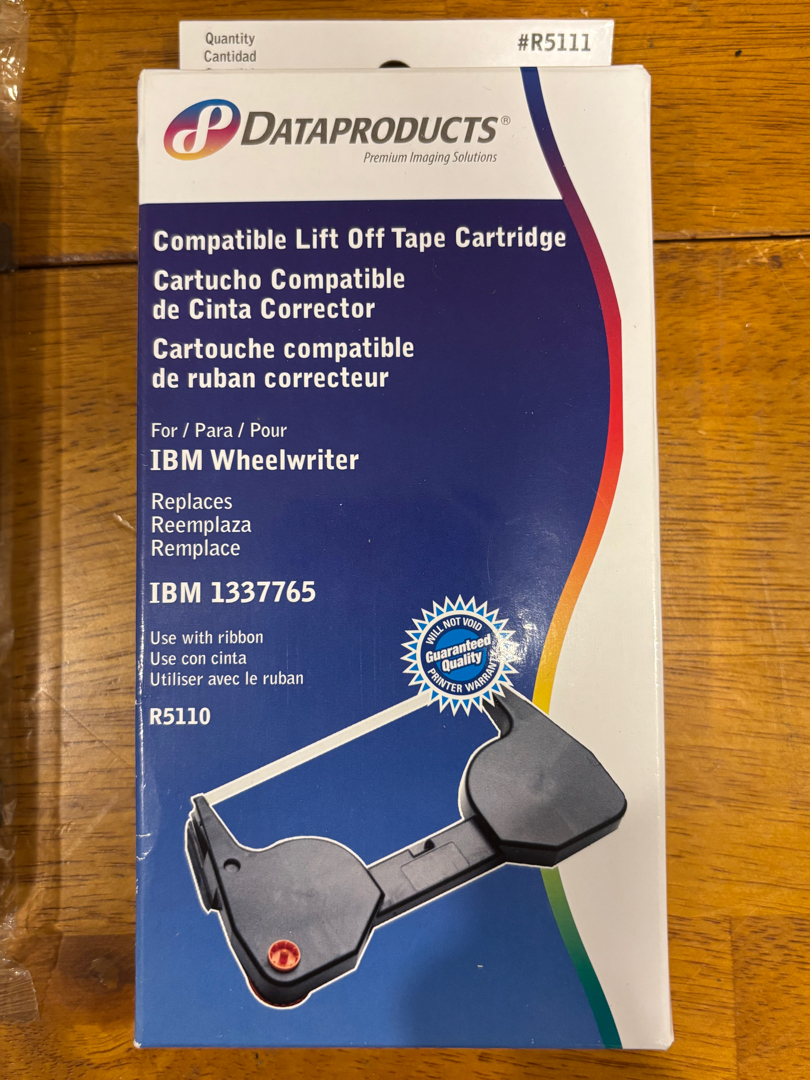 Quantity
Cantidad
#R5111
DATAPRODUCTS®
Premium Imaging Solutions
Compatible Lift Off Tape Cartridge
Cartucho Compatible
de Cinta Corrector
Cartouche compatible
de ruban correcteur
For / Para / Pour
IBM Wheelwriter
Replaces
Reemplaza
Remplace
IBM 1337765
Use with ribbon
Use con cinta
Utiliser avec le ruban
R5110
WILL NOT VOID
Guaranteed
Quality
PRINTER WARRANTY